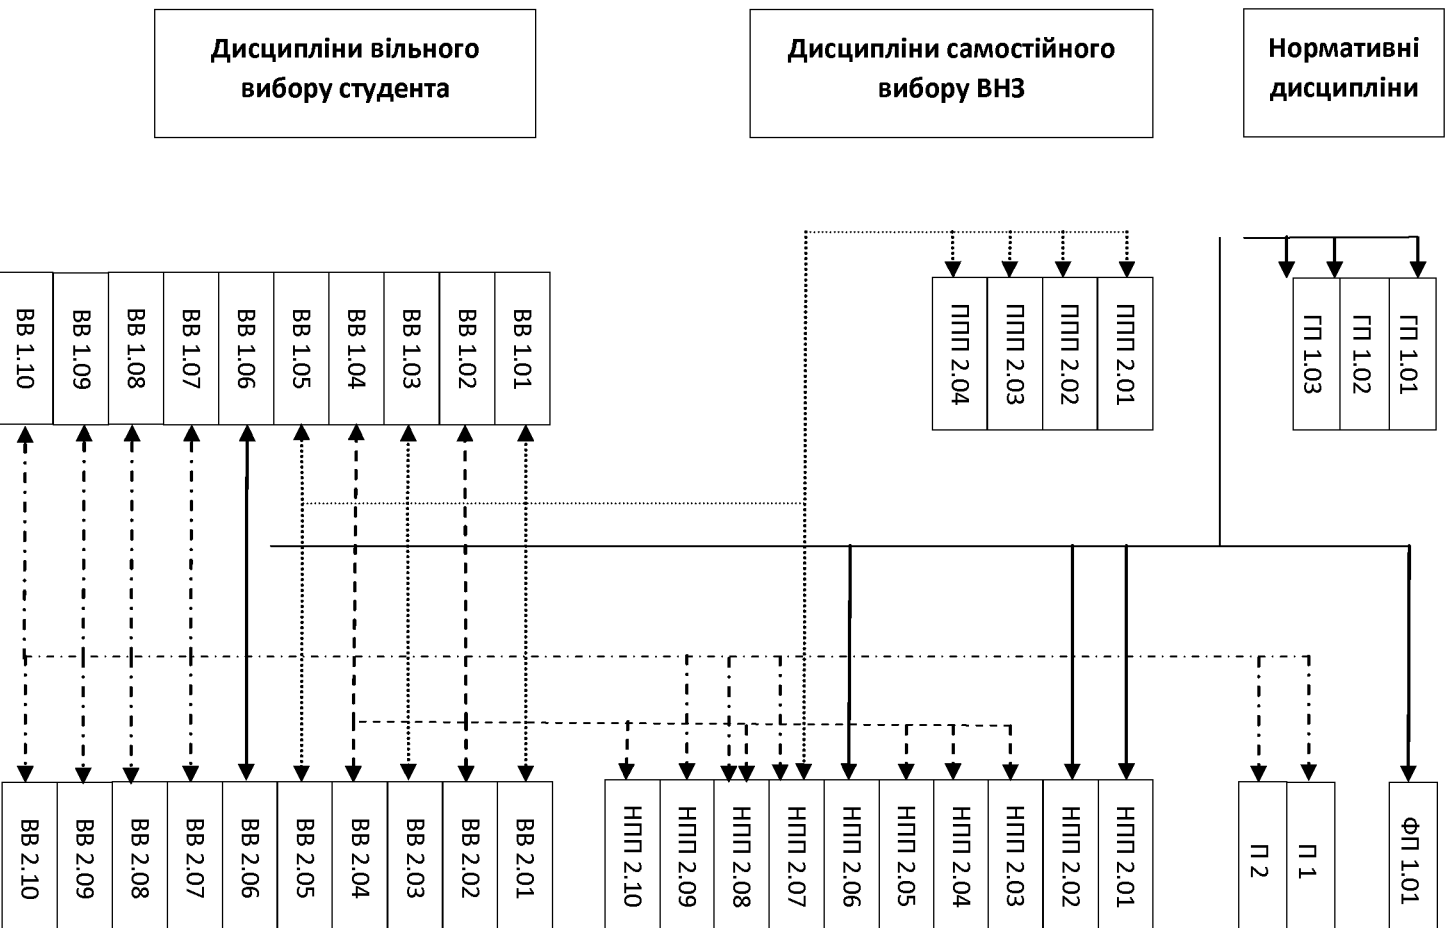 Дисципліни вільного
вибору студента
Дисципліни самостійного
вибору ВНЗ
Нормативні
дисципліни
ВВ 1.10
ВВ 1.09
ВВ 1.08
ВВ 1.07
ВВ 1.06
ВВ 1.05
ВВ 1.04
ВВ 1.03
ВВ 1.02
ВВ 1.01
ППП 2.04
ППП 2.03
ППП 2.02
ППП 2.01
ГП 1.03
ГП 1.02
ГП 1.01
ВВ 2.10
ВВ 2.09
ВВ 2.08
ВВ 2.07
ВВ 2.06
ВВ 2.05
ВВ 2.04
ВВ 2.03
ВВ 2.02
ВВ 2.01
НПП 2.10
НПП 2.09
НПП 2.08
НПП 2.07
НПП 2.06
НПП 2.05
НПП 2.04
НПП 2.03
НПП 2.02
НПП 2.01
П 2
П 1
ФП 1.01